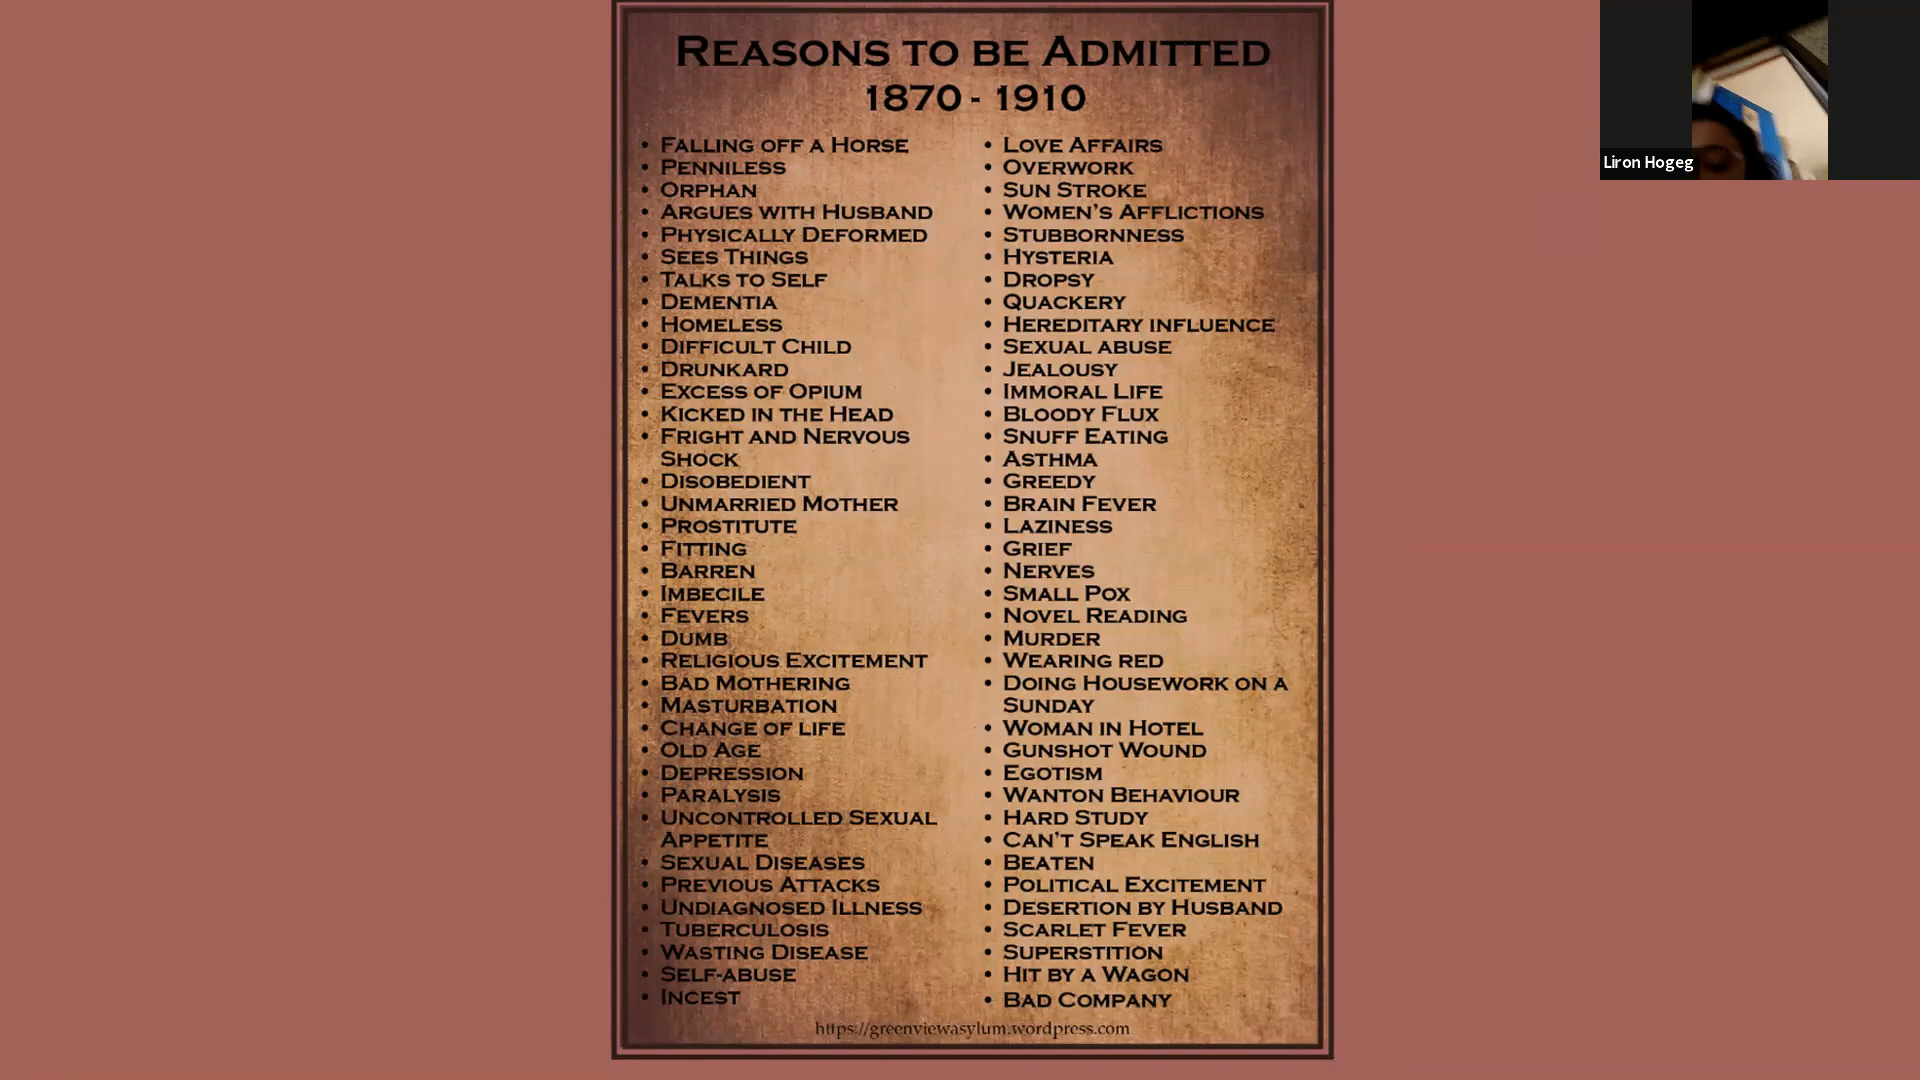 REASONS TO BE ADMITTED
1870 - 1910
• FALLING OFF A HORSE
• PENNILESS
• ORPHAN
• ARGUES WITH HUSBAND
• PHYSICALLY DEFORMED
• SEES THINGS
• TALKS TO SELF
• DEMENTIA
• HOMELESS
• DIFFICULT CHILD
• DRUNKARD
• EXCESS OF OPIUM
• KICKED IN THE HEAD
• FRIGHT AND NERVOUS
SHOCK
• DISOBEDIENT
• UNMARRIED MOTHER
• PROSTITUTE
• FITTING
• BARREN
• IMBECILE
• FEVERS
• DUMB
• RELIGIOUS EXCITEMENT
• BAD MOTHERING
• MASTURBATION
• CHANGE OF LIFE
• OLD AGE
• DEPRESSION
• PARALYSIS
• UNCONTROLLED SEXUAL
APPETITE
• SEXUAL DISEASES
• PREVIOUS ATTACKS
• UNDIAGNOSED ILLNESS
• TUBERCULOSIS
• WASTING DISEASE
• SELF-ABUSE
• INCEST
• LOVE AFFAIRS
• OVERWORK
• SUN STROKE
• WOMEN'S AFFLICTIONS
• STUBBORNNESS
• HYSTERIA
• DROPSY
• QUACKERY
• HEREDITARY INFLUENCE
• SEXUAL ABUSE
• JEALOUSY
• IMMORAL LIFE
• BLOODY FLUX
• SNUFF EATING
• ASTHMA
• GREEDY
• BRAIN FEVER
• LAZINESS
• GRIEF
• NERVES
• SMALL POX
• NOVEL READING
• MURDER
• WEARING RED
• DOING HOUSEWORK ON A
SUNDAY
• WOMAN IN HOTEL
• GUNSHOT WOUND
• EGOTISM
• WANTON BEHAVIOUR
• HARD STUDY
• CAN'T SPEAK ENGLISH
• BEATEN
• POLITICAL EXCITEMENT
• DESERTION BY HUSBAND
• SCARLET FEVER
• SUPERSTITION
• HIT BY A WAGON
• BAD COMPANY
https://greenviewasylum.wordpress.com
Liron Hogeg